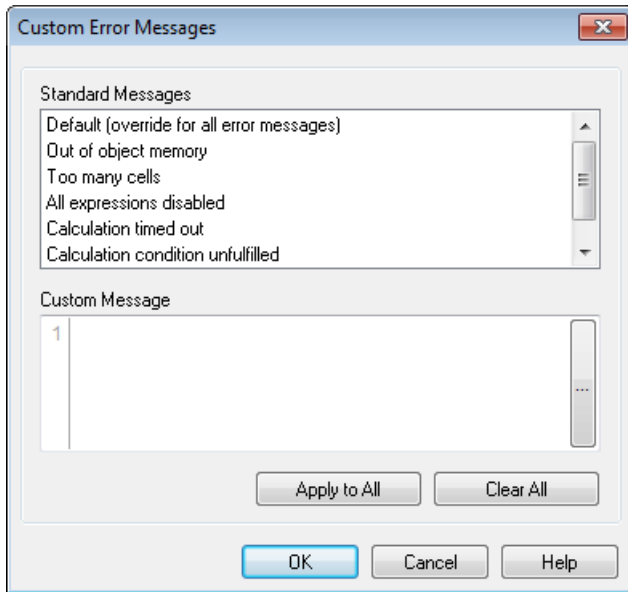 Custom Error Messages
Standard Messages
Default (override for all error messages)
Out of object memory
Too many cells
All expressions disabled
Calculation timed out
Calculation condition unfulfilled
Custom Message
1
...
Apply to All Clear All
OK Cancel Help